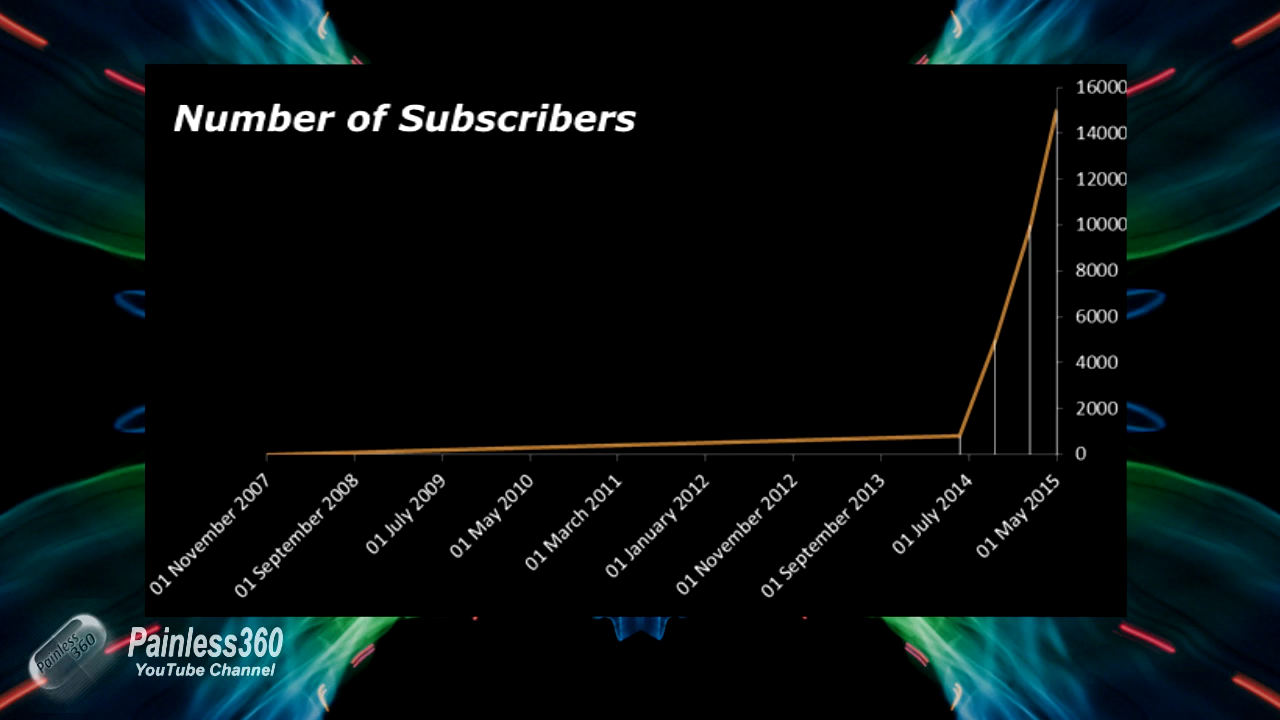 Number of Subscribers
16000
14000
12000
10000
8000
6000
4000
2000
0
01 November 2007
01 September 2008
01 July 2009
01 May 2010
01 March 2011
01 January 2012
01 November 2012
01 September 2013
01 July 2014
01 May 2015
Painless
360
Painless360
YouTube Channel